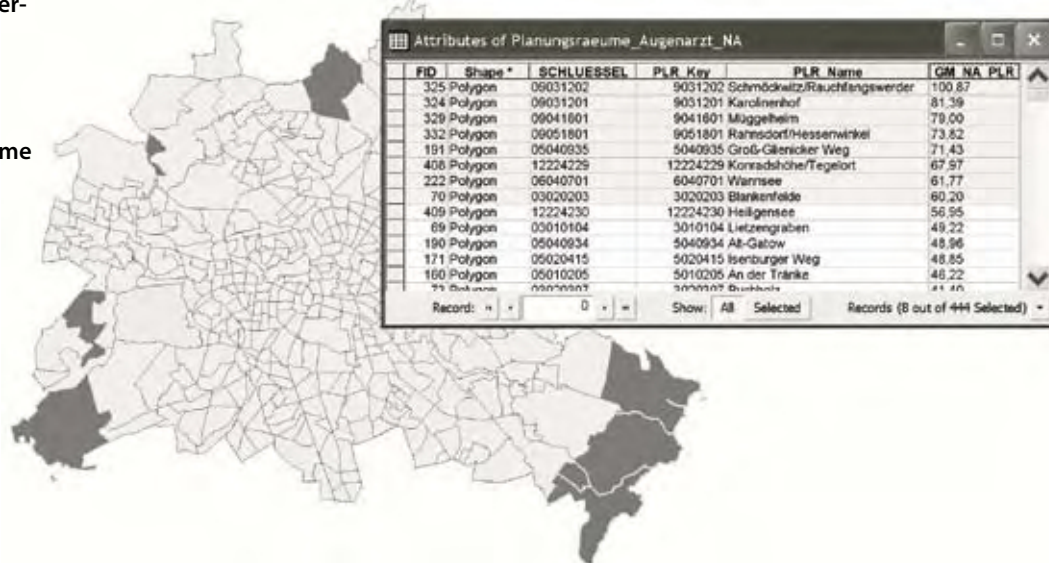 er-
me
Attributes of Planungsraeume_Augenarzt_NA
FID Shape * SCHLUESSEL PLR_Key PLR_Name GM_NA_PLR
325 Polygon 09031202 9031202 Schmöckwitz/Rauchfangswerder 100,87
324 Polygon 09031201 9031201 Karolinenhof 81,39
329 Polygon 09041601 9041601 Müggelheim 79,00
332 Polygon 09051801 9051801 Rahnsdorf/Hessenwinkel 73,82
191 Polygon 05040935 5040935 Groß-Glienicker Weg 71,43
408 Polygon 12224229 12224229 Konradshöhe/Tegelort 67,97
222 Polygon 06040701 6040701 Wannsee 61,77
70 Polygon 03020203 3020203 Blankenfelde 60,20
409 Polygon 12224230 12224230 Heiligensee 56,95
69 Polygon 03010104 3010104 Lietzengraben 49,22
190 Polygon 05040934 5040934 Alt-Gatow 48,96
171 Polygon 05020415 5020415 Isenburger Weg 48,85
160 Polygon 05010205 5010205 An der Tränke 46,22
Record: 0 Show: All Selected Records (8 out of 444 Selected)